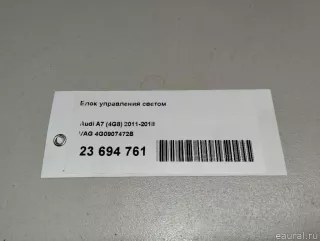 Блок управления светом
Audi A7 (4G8) 2011-2018
VAG 4G0907472B
23 694 761
© eaural.ru